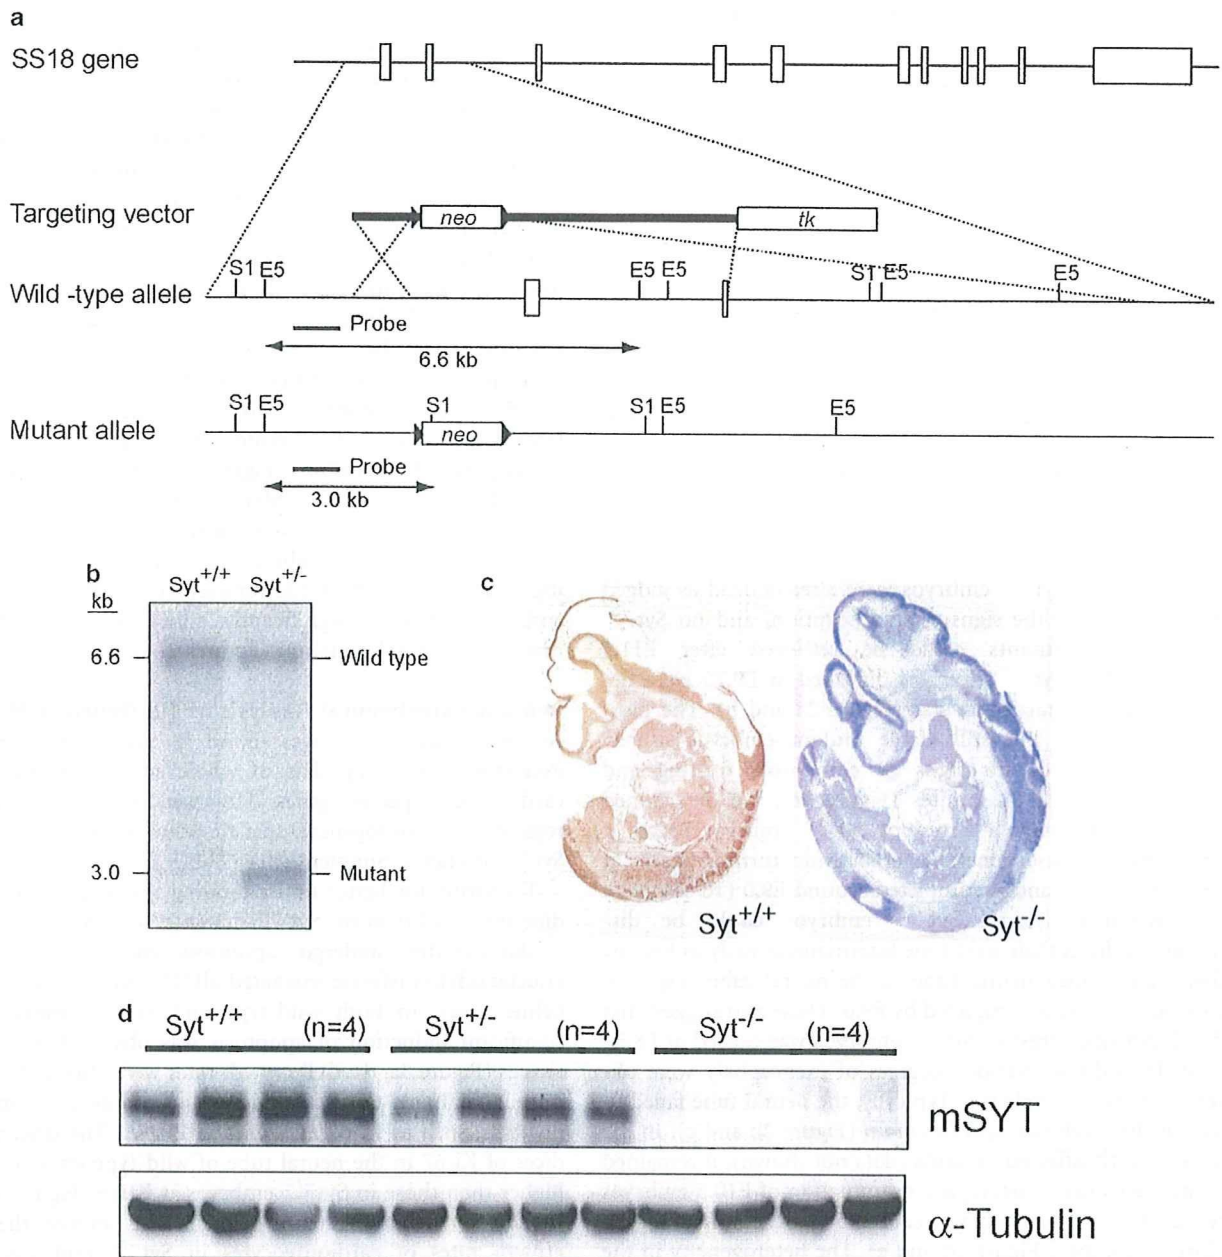 a
SS18 gene
Targeting vector
neo
tk
S1 E5
E5 E5
S1 E5
E5
Wild -type allele
Probe
6.6 kb
S1 E5
S1
S1 E5
E5
Mutant allele
neo
Probe
3.0 kb
b
Syt+/+
Syt+/-
kb
6.6
Wild type
3.0
Mutant
c
Syt+/+
Syt-/-
d
Syt+/+ (n=4)
Syt+/- (n=4)
Syt-/- (n=4)
mSYT
α-Tubulin